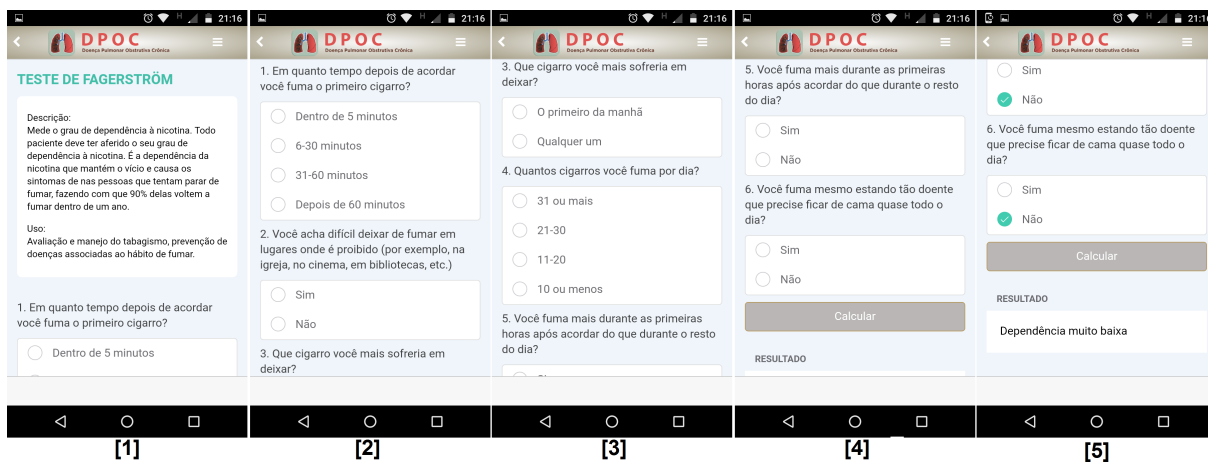 H 21:16
DPOC
Doença Pulmonar Obstrutiva Crônica
TESTE DE FAGERSTRÖM
Descrição:
Mede o grau de dependência à nicotina. Todo
paciente deve ter aferido o seu grau de
dependência à nicotina. É a dependência da
nicotina que mantém o vício e causa os
sintomas de nas pessoas que tentam parar de
fumar, fazendo com que 90% delas voltem a
fumar dentro de um ano.
Uso:
Avaliação e manejo do tabagismo, prevenção de
doenças associadas ao hábito de fumar.
1. Em quanto tempo depois de acordar
você fuma o primeiro cigarro?
Dentro de 5 minutos
[1]
H 21:16
DPOC
Doença Pulmonar Obstrutiva Crônica
1. Em quanto tempo depois de acordar
você fuma o primeiro cigarro?
Dentro de 5 minutos
6-30 minutos
31-60 minutos
Depois de 60 minutos
2. Você acha difícil deixar de fumar em
lugares onde é proibido (por exemplo, na
igreja, no cinema, em bibliotecas, etc.)
Sim
Não
3. Que cigarro você mais sofreria em
deixar?
[2]
H 21:16
DPOC
Doença Pulmonar Obstrutiva Crônica
3. Que cigarro você mais sofreria em
deixar?
O primeiro da manhã
Qualquer um
4. Quantos cigarros você fuma por dia?
31 ou mais
21-30
11-20
10 ou menos
5. Você fuma mais durante as primeiras
horas após acordar do que durante o resto
do dia?
[3]
H 21:16
DPOC
Doença Pulmonar Obstrutiva Crônica
5. Você fuma mais durante as primeiras
horas após acordar do que durante o resto
do dia?
Sim
Não
6. Você fuma mesmo estando tão doente
que precise ficar de cama quase todo o
dia?
Sim
Não
Calcular
RESULTADO
[4]
H 21:16
DPOC
Doença Pulmonar Obstrutiva Crônica
Sim
Não
6. Você fuma mesmo estando tão doente
que precise ficar de cama quase todo o
dia?
Sim
Não
Calcular
RESULTADO
Dependência muito baixa
[5]